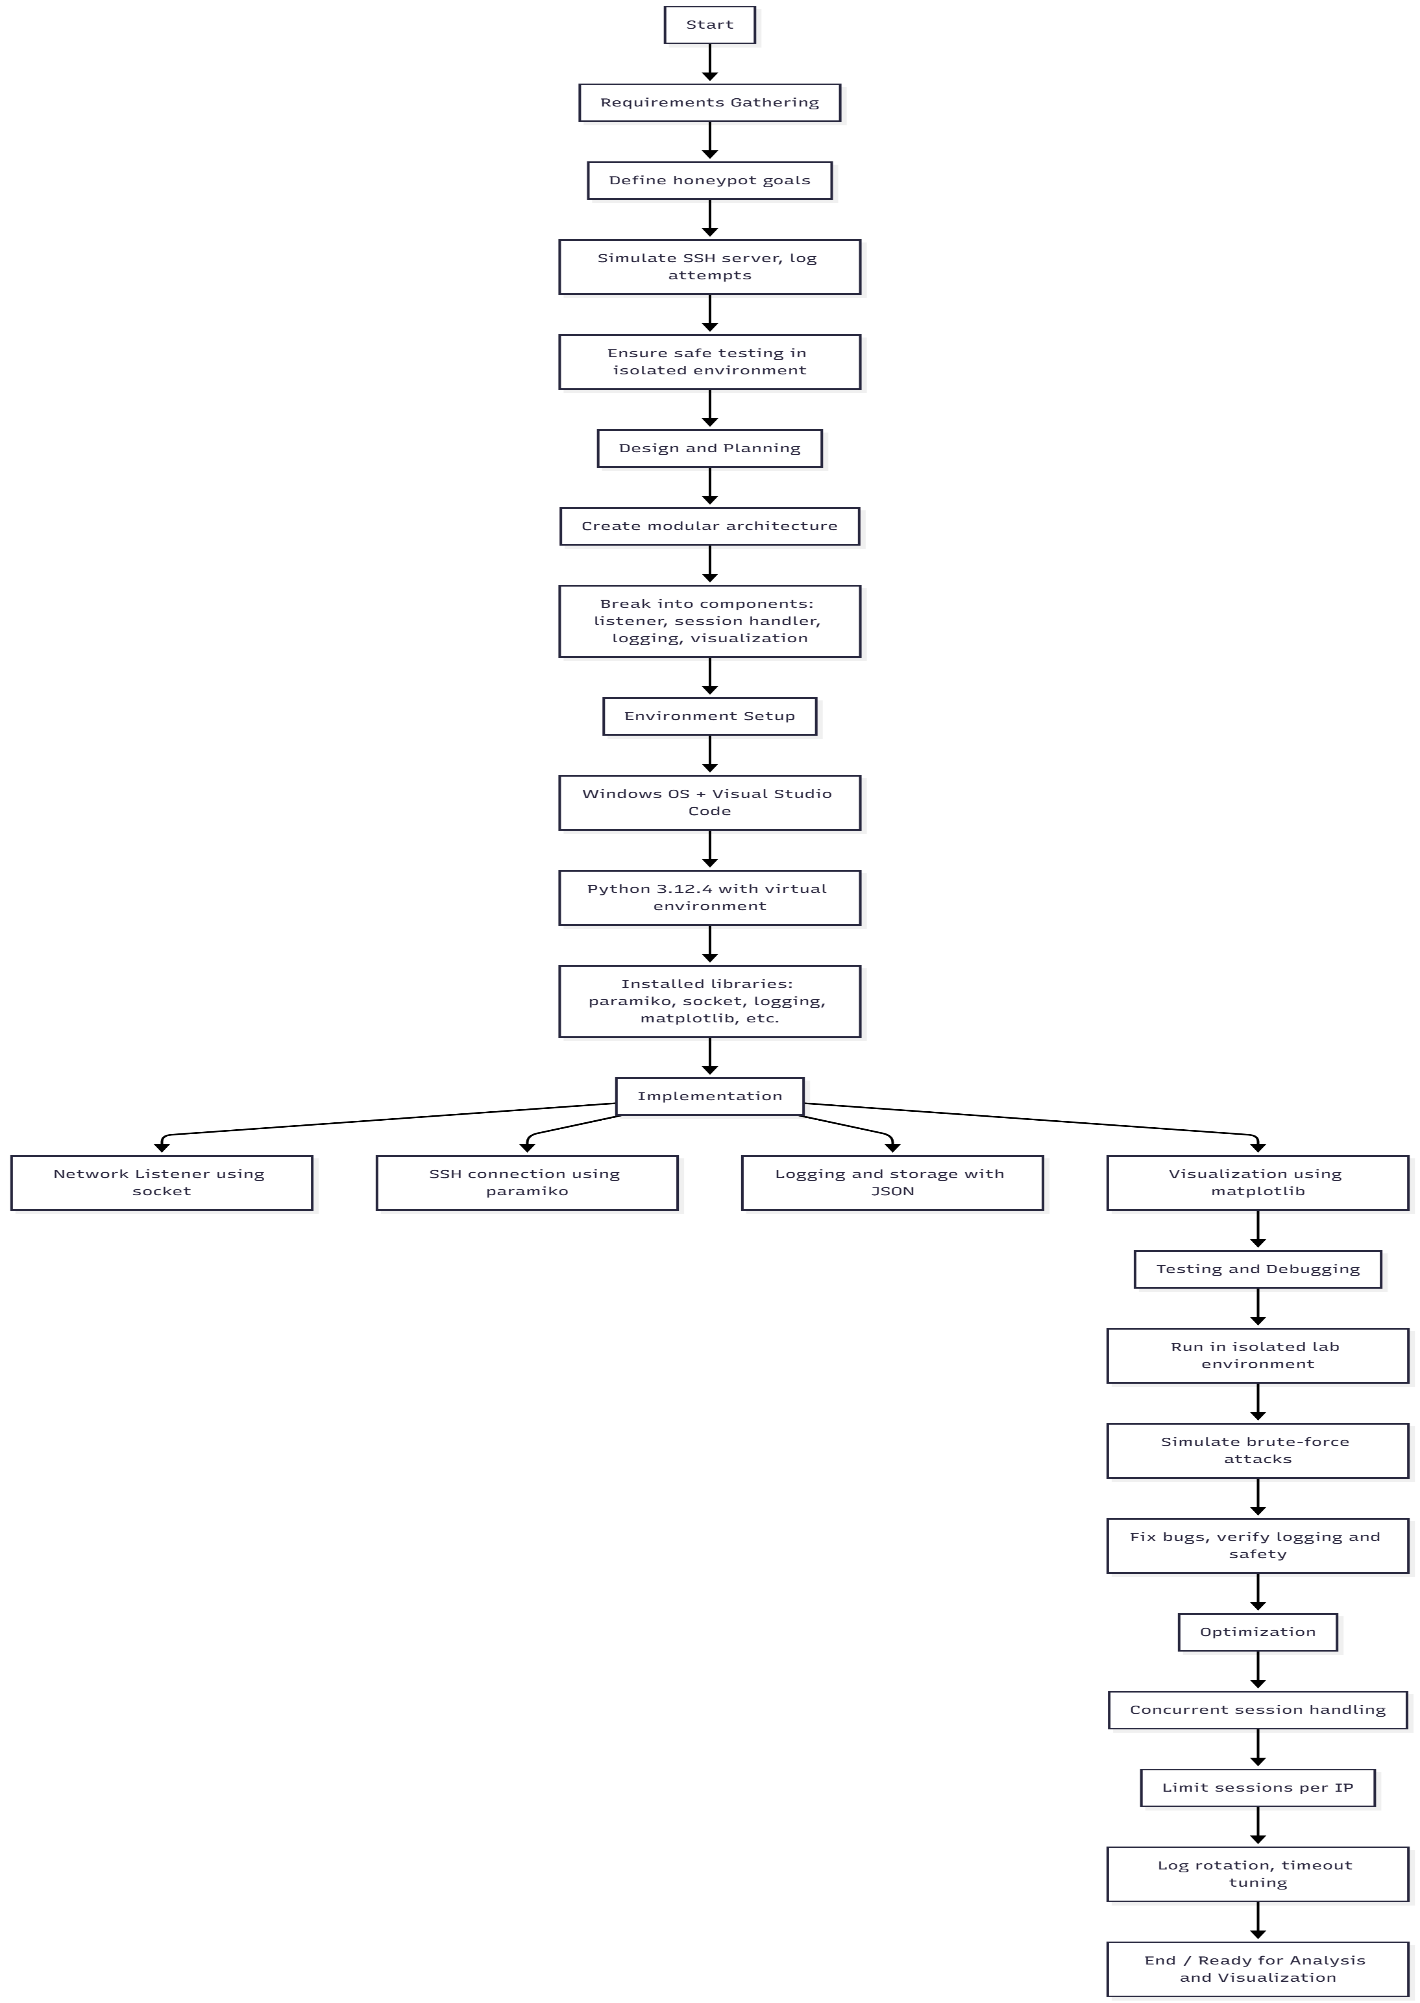 Start
Requirements Gathering
Define honeypot goals
Simulate SSH server, log
attempts
Ensure safe testing in
isolated environment
Design and Planning
Create modular architecture
Break into components:
listener, session handler,
logging, visualization
Environment Setup
Windows OS + Visual Studio
Code
Python 3.12.4 with virtual
environment
Installed libraries:
paramiko, socket, logging,
matplotlib, etc.
Implementation
Network Listener using
socket
SSH connection using
paramiko
Logging and storage with
JSON
Visualization using
matplotlib
Testing and Debugging
Run in isolated lab
environment
Simulate brute-force
attacks
Fix bugs, verify logging and
safety
Optimization
Concurrent session handling
Limit sessions per IP
Log rotation, timeout
tuning
End / Ready for Analysis
and Visualization